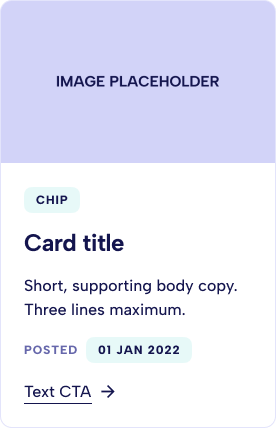 IMAGE PLACEHOLDER
CHIP
Card title
Short, supporting body copy.
Three lines maximum.
POSTED 01 JAN 2022
Text CTA →